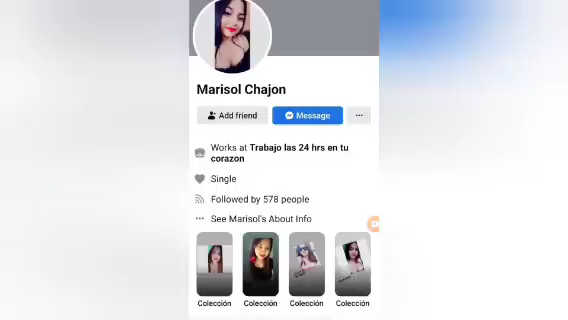 Marisol Chajon
Add friend
Message
Works at Trabajo las 24 hrs en tu
corazon
Single
Followed by 578 people
See Marisol's About Info
Colección
Colección
Colección
Colección